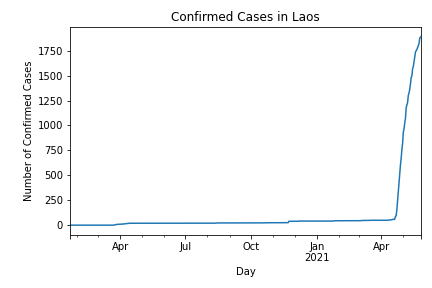 Confirmed Cases in Laos
Number of Confirmed Cases
1750
1500
1250
1000
750
500
250
0
Apr Jul Oct Jan Apr
2021
Day